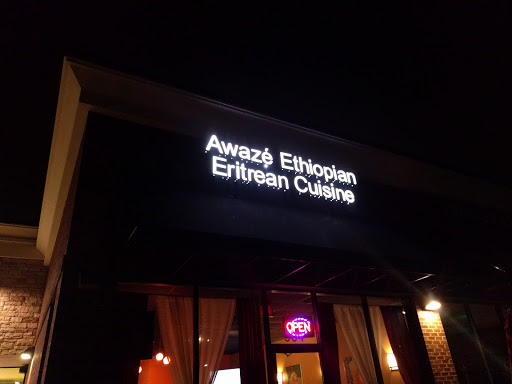 Awazé Ethiopian
Eritrean Cuisine
OPEN